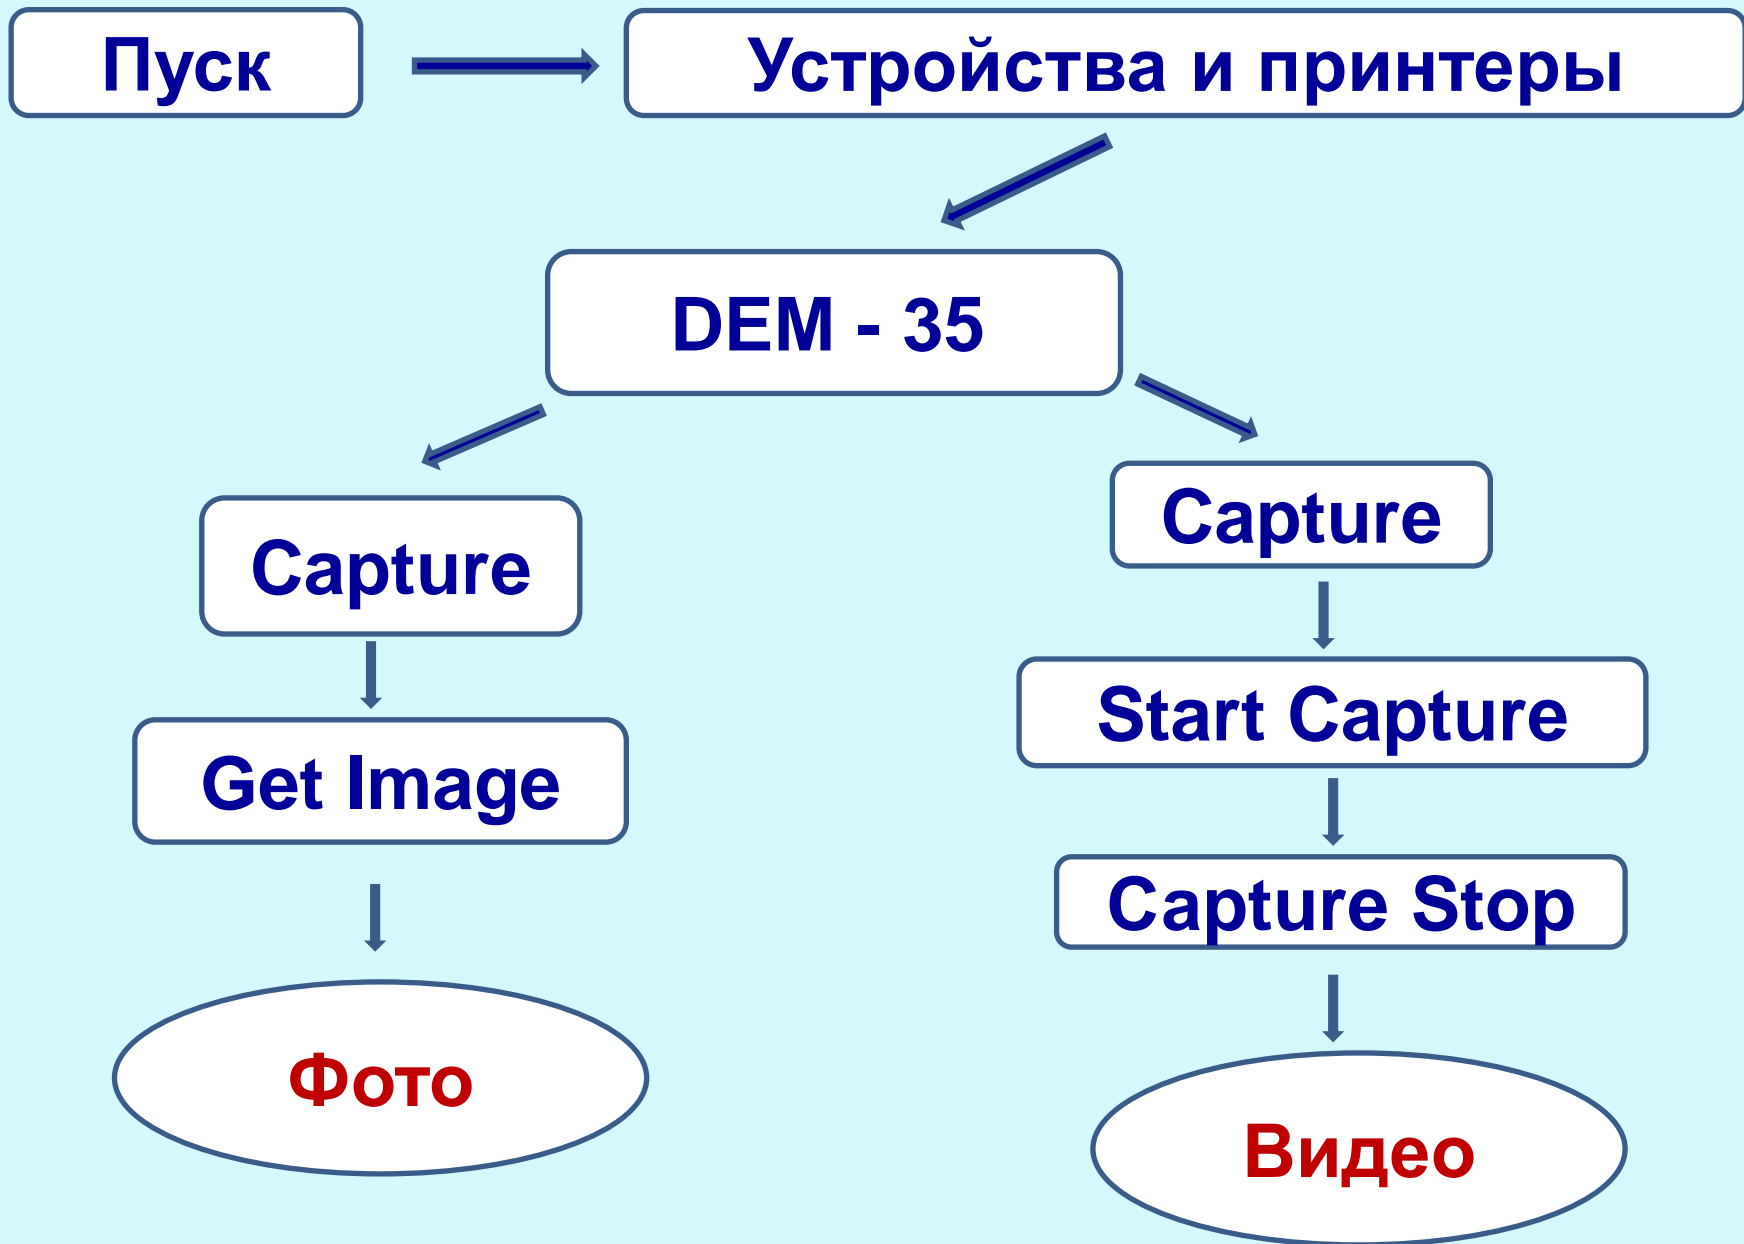 Пуск
Устройства и принтеры
DEM - 35
Capture
Get Image
Фото
Capture
Start Capture
Capture Stop
Видео